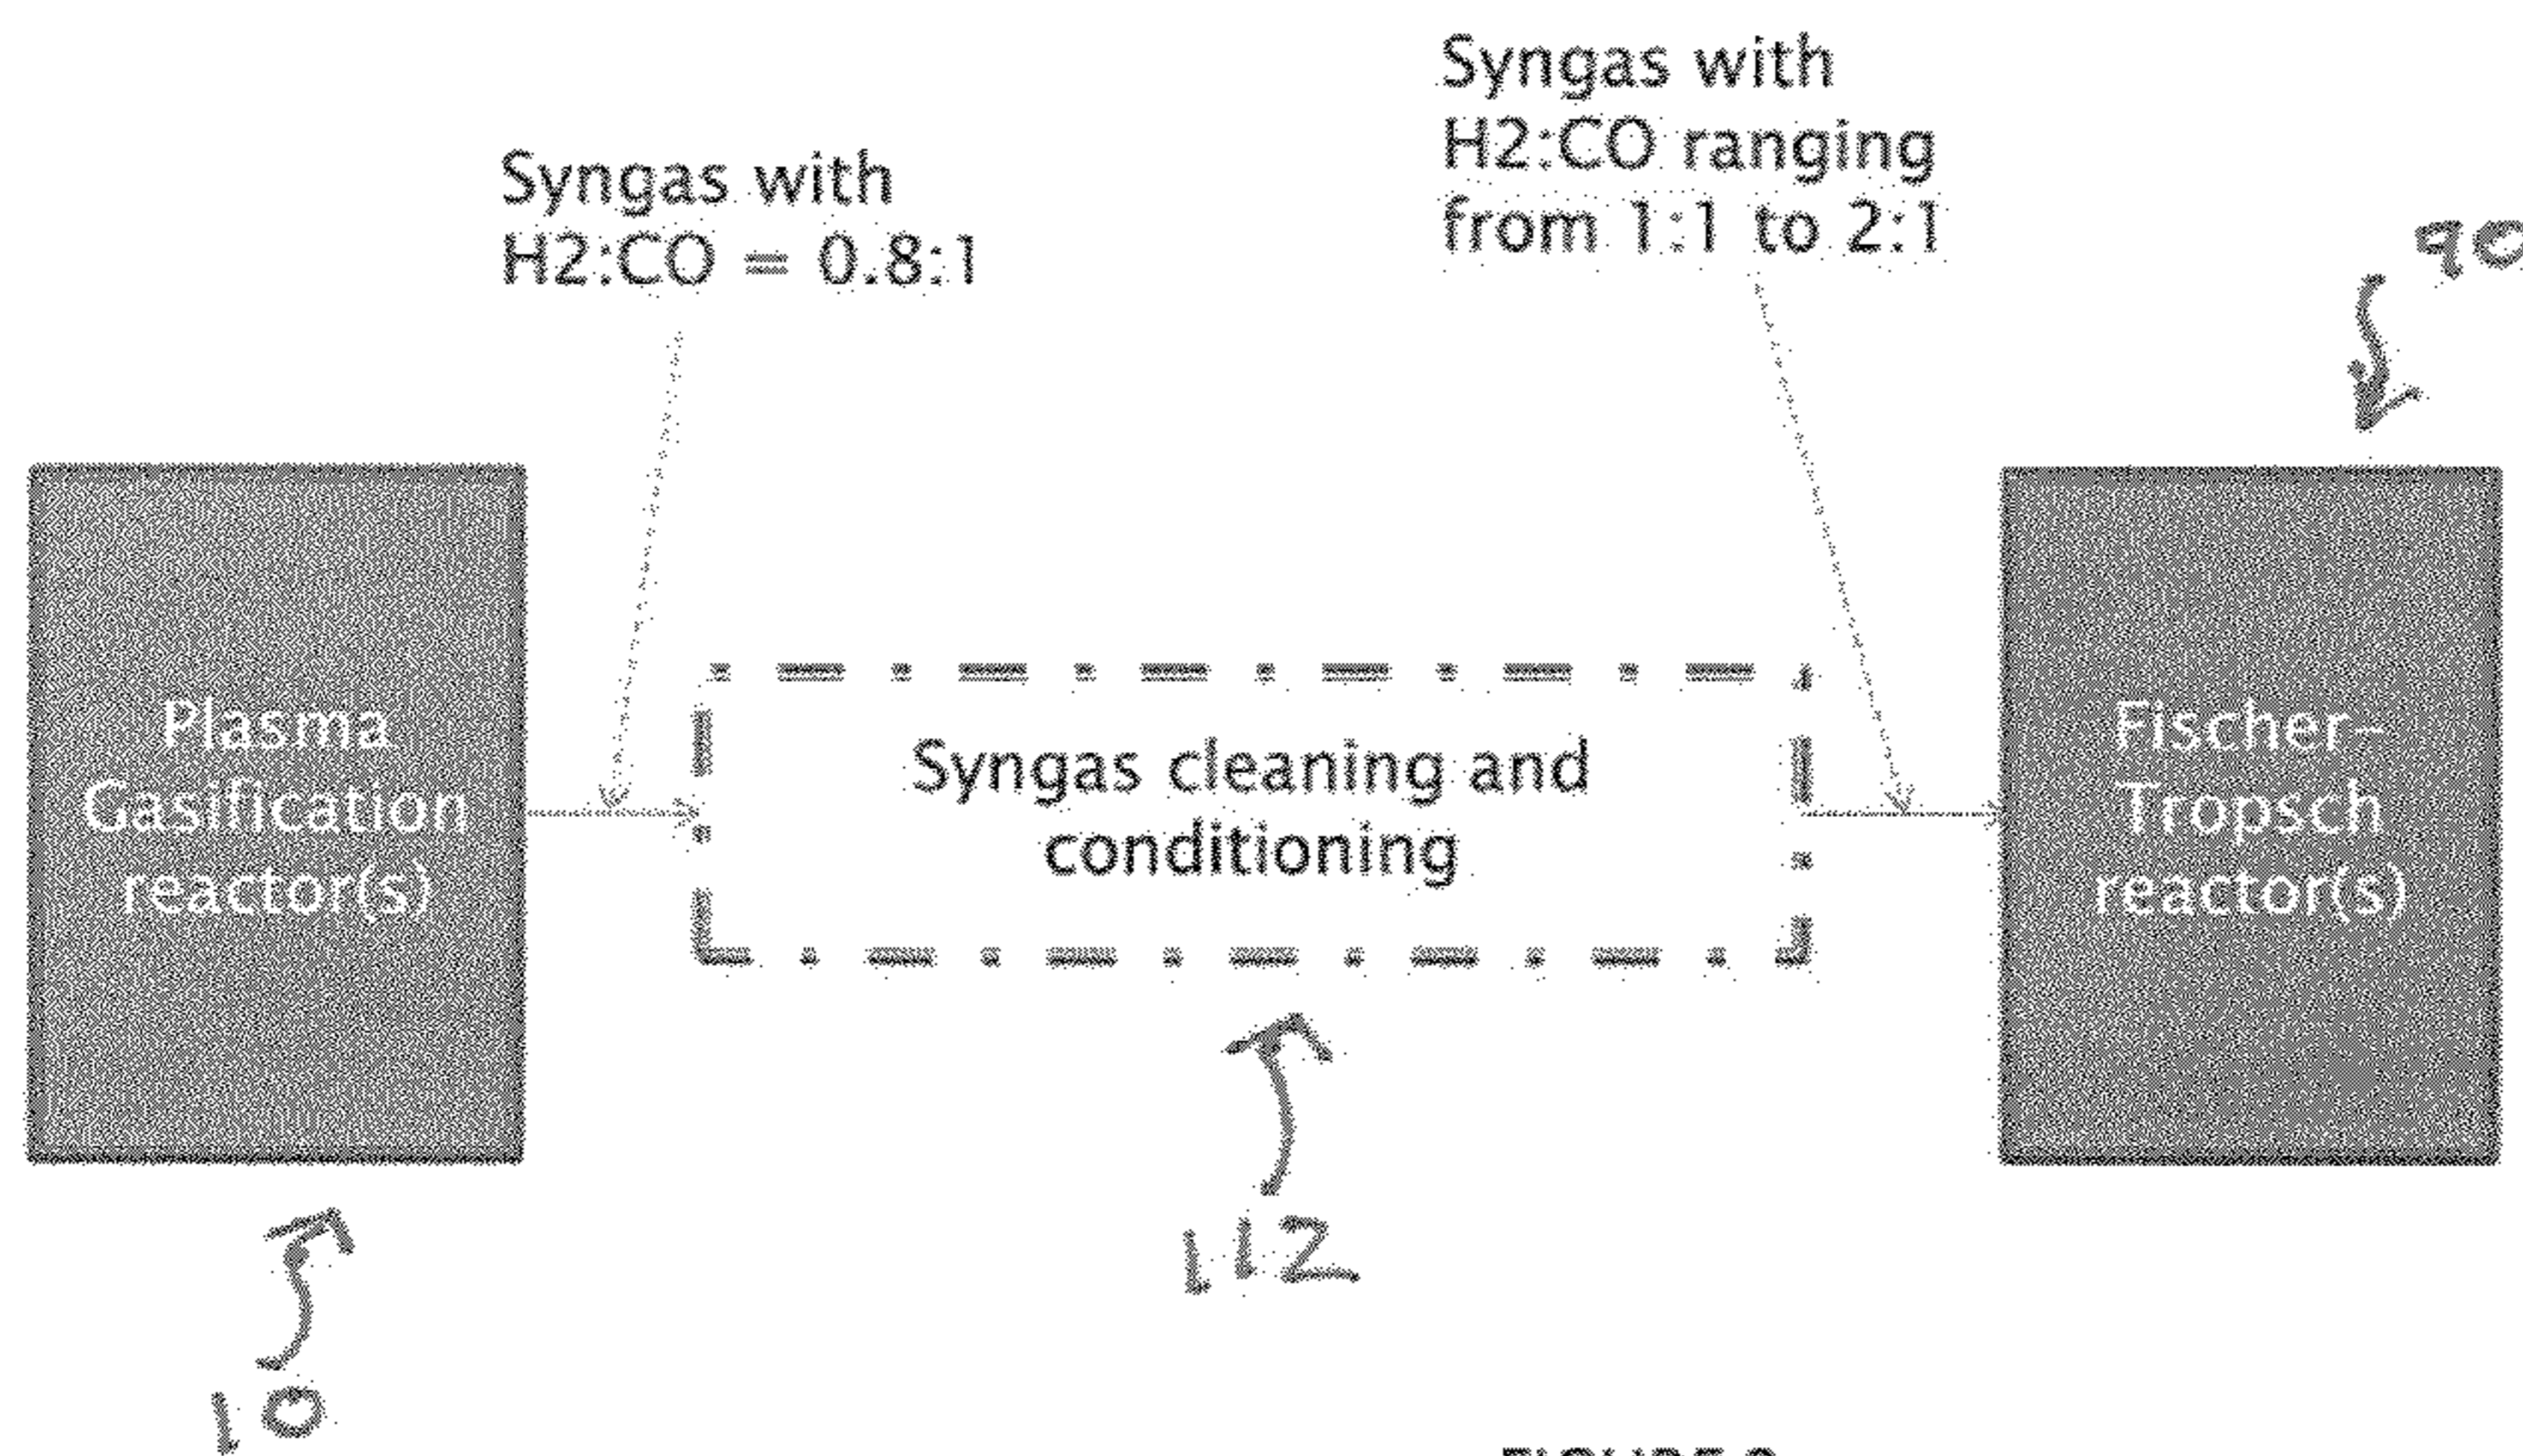 Syngas with
H2:CO = 0.8:1
Syngas with
H2:CO ranging
from 1:1 to 2:1
90
Plasma
Gasification
reactor(s)
Syngas cleaning and
conditioning
Fischer-
Tropsch
reactor(s)
112
10